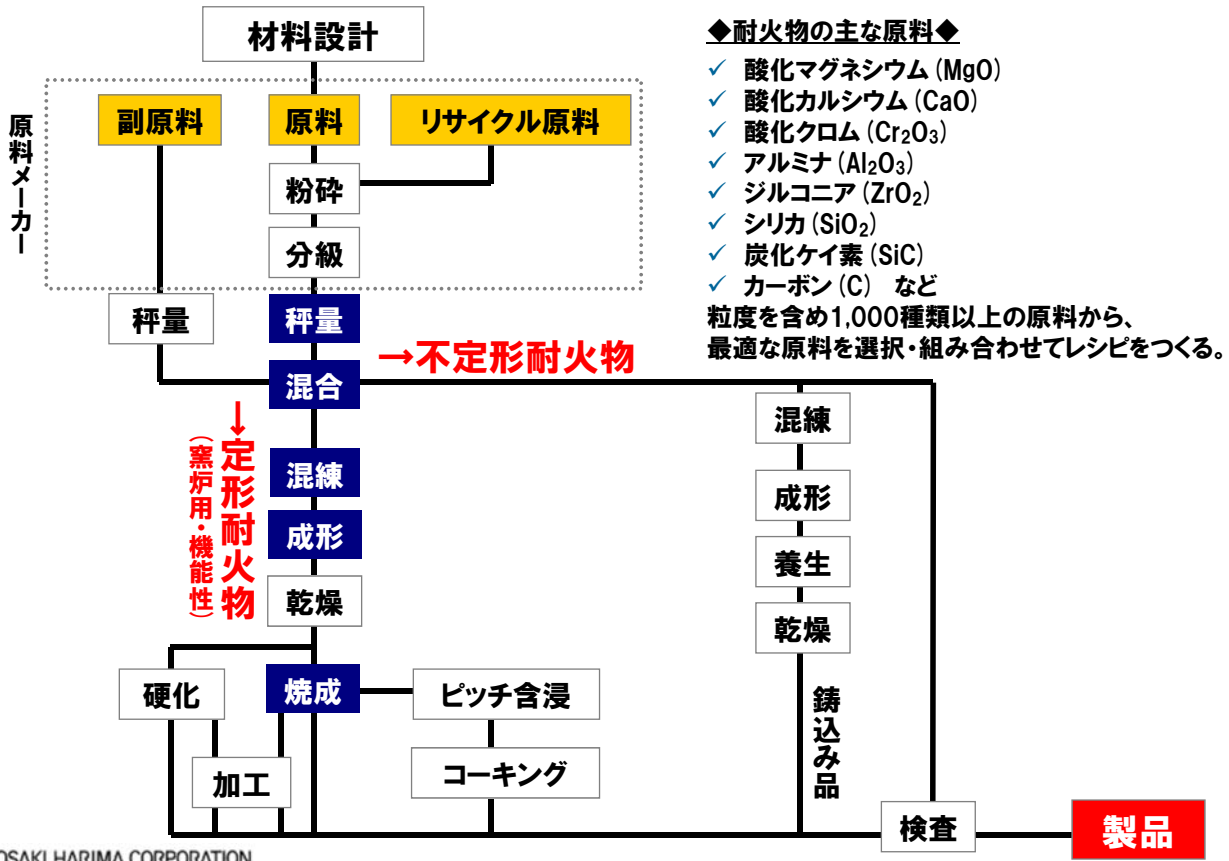 材料設計
◆耐火物の主な原料◆
✓ 酸化マグネシウム(MgO)
✓ 酸化カルシウム(CaO)
✓ 酸化クロム(Cr₂O₃)
✓ アルミナ(Al₂O₃)
✓ ジルコニア(ZrO₂)
✓ シリカ(SiO₂)
✓ 炭化ケイ素(SiC)
✓ カーボン(C) など
粒度を含め1,000種類以上の原料から、
最適な原料を選択・組み合わせてレシピをつくる。
原料メーカー
副原料
原料
リサイクル原料
粉砕
分級
秤量
秤量
混合
→不定形耐火物
→定形耐火物
(窯炉用・機能性)
混練
成形
乾燥
混練
成形
養生
乾燥
鋳込み品
硬化
焼成
ピッチ含浸
加工
コーキング
検査
製品
OSAKI HARIMA CORPORATION